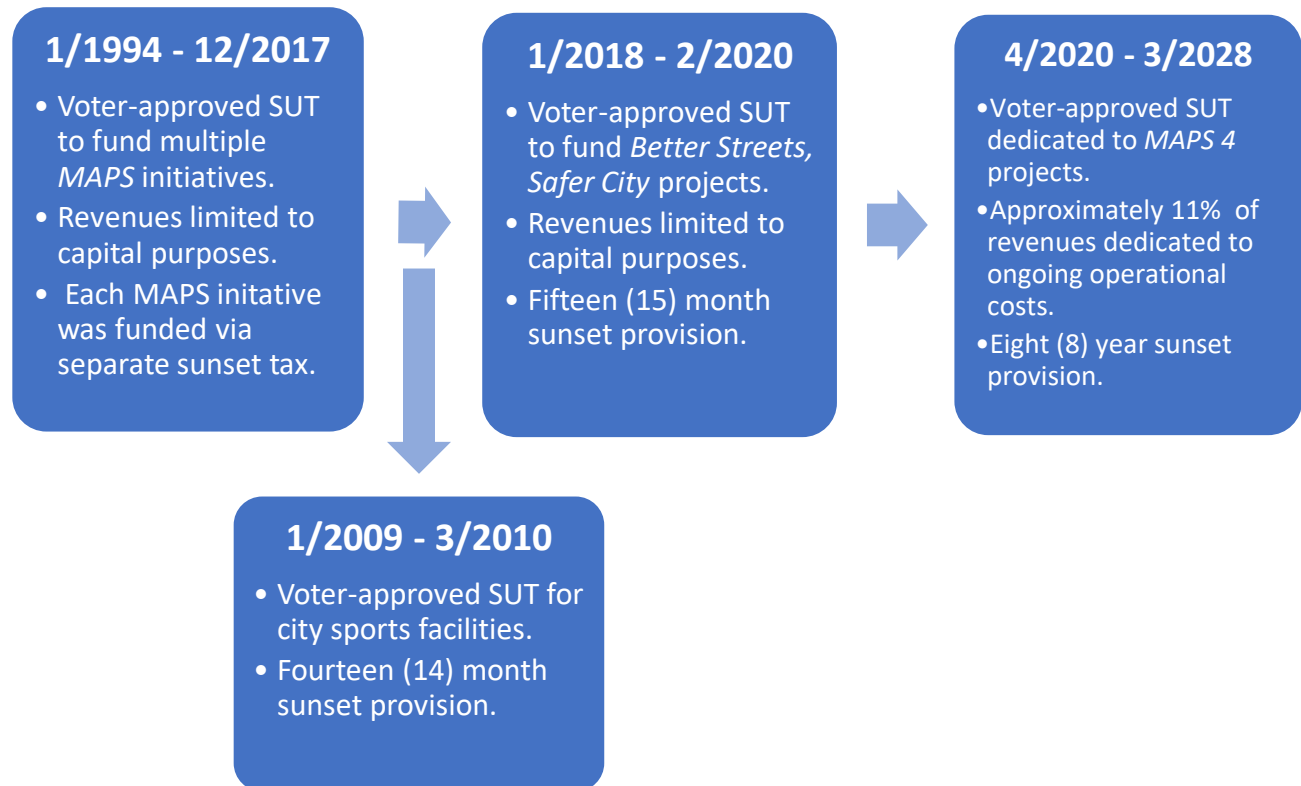 1/1994 - 12/2017
• Voter-approved SUT
to fund multiple
MAPS initiatives.
• Revenues limited to
capital purposes.
• Each MAPS initative
was funded via
separate sunset tax.
1/2018 - 2/2020
• Voter-approved SUT
to fund Better Streets,
Safer City projects.
• Revenues limited to
capital purposes.
• Fifteen (15) month
sunset provision.
4/2020 - 3/2028
•Voter-approved SUT
dedicated to MAPS 4
projects.
•Approximately 11% of
revenues dedicated to
ongoing operational
costs.
•Eight (8) year sunset
provision.
1/2009 - 3/2010
• Voter-approved SUT for
city sports facilities.
• Fourteen (14) month
sunset provision.